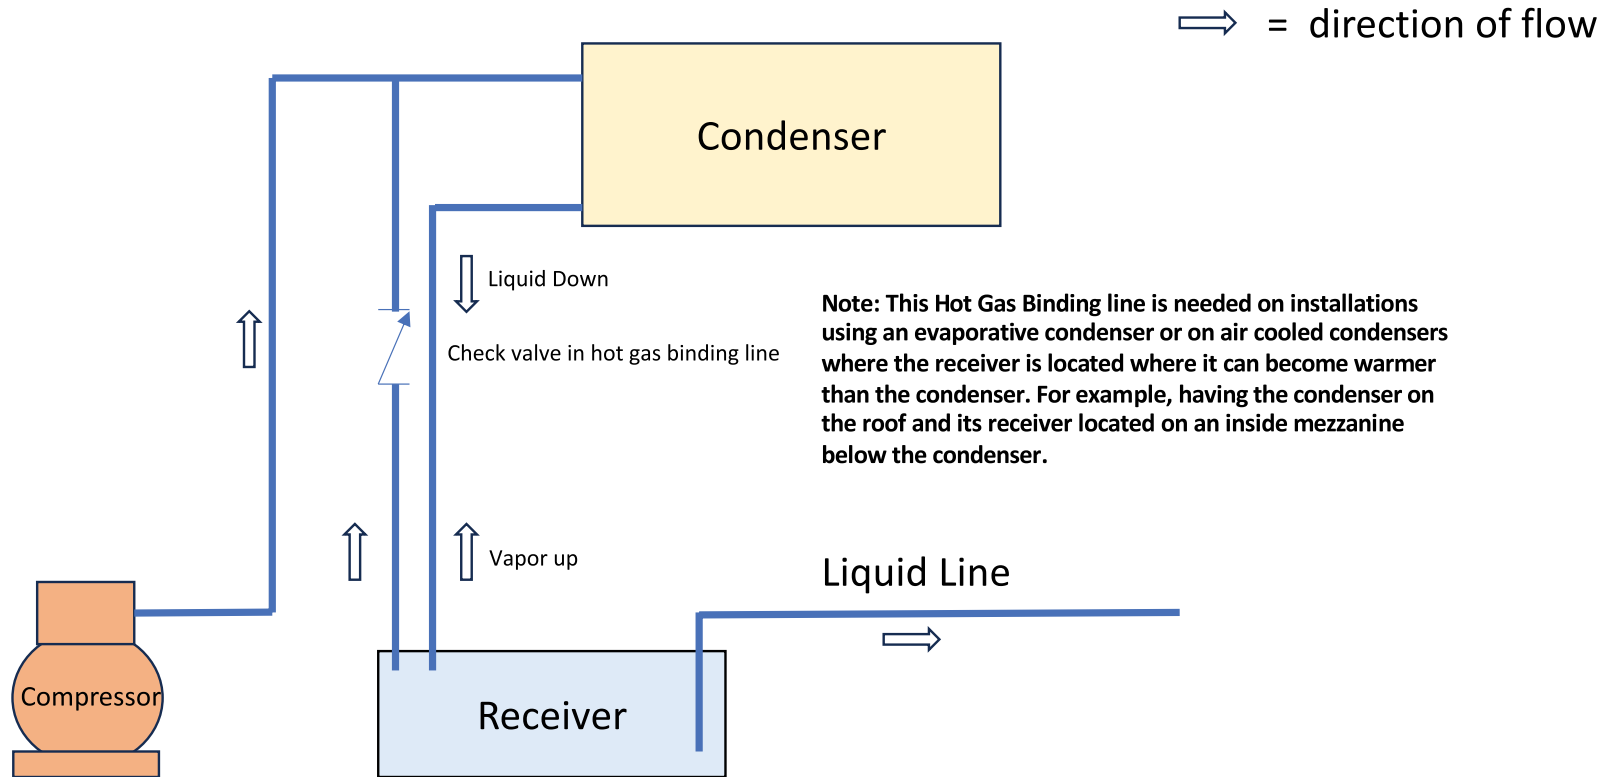 = direction of flow
Condenser
Liquid Down
Check valve in hot gas binding line
Note: This Hot Gas Binding line is needed on installations
using an evaporative condenser or on air cooled condensers
where the receiver is located where it can become warmer
than the condenser. For example, having the condenser on
the roof and its receiver located on an inside mezzanine
below the condenser.
Vapor up
Liquid Line
Compressor
Receiver